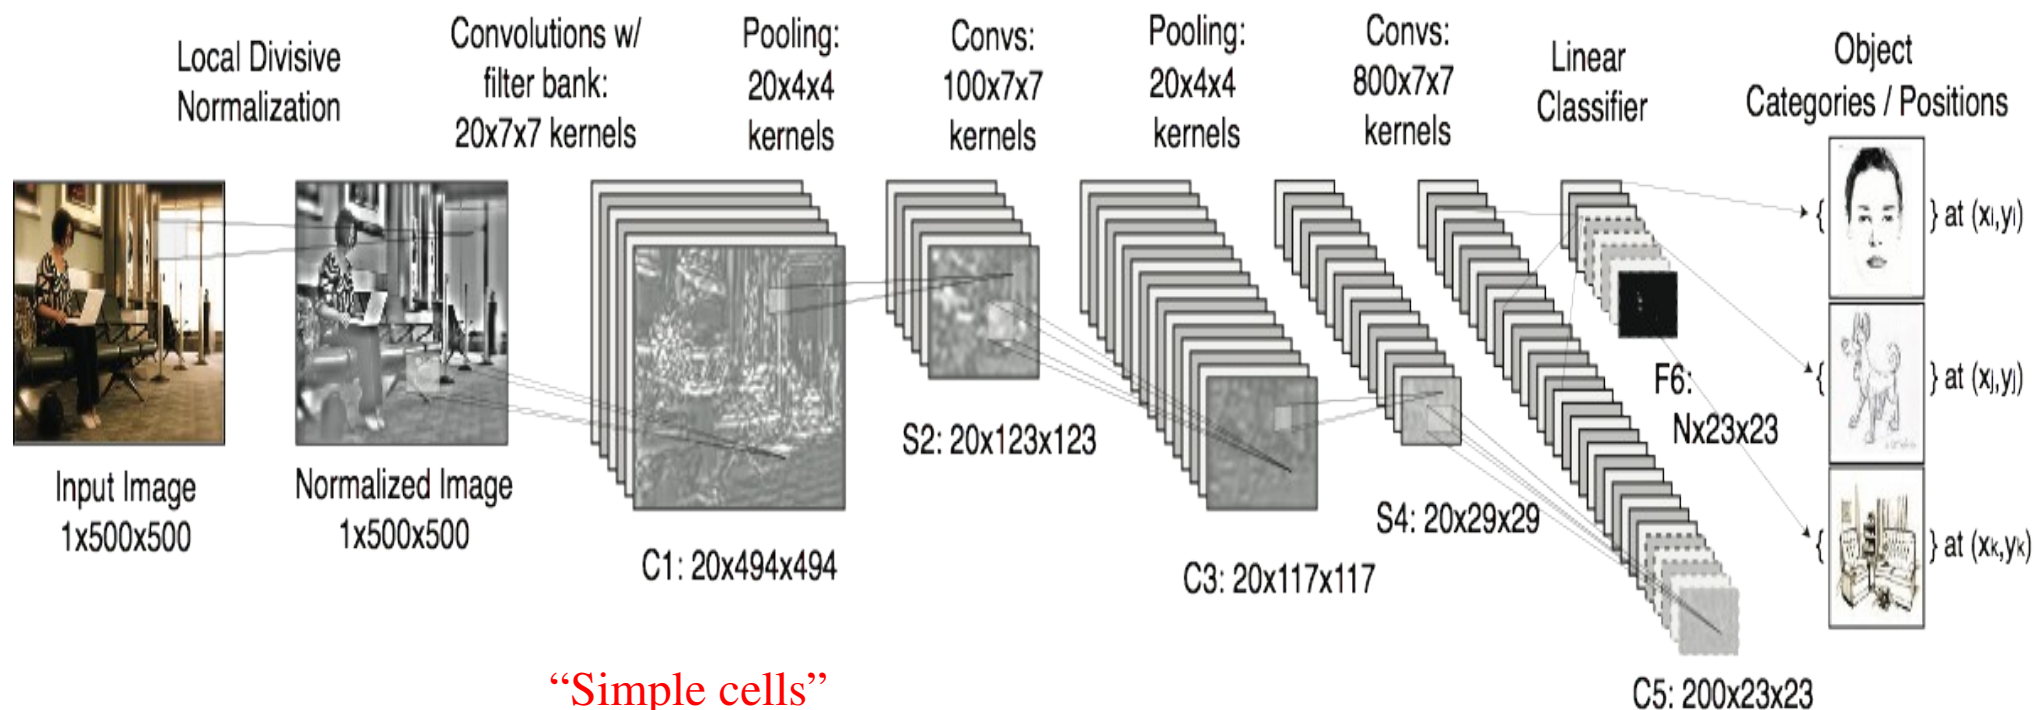 Local Divisive
Normalization
Convolutions w/
filter bank:
20x7x7 kernels
Pooling:
20x4x4
kernels
Convs:
100x7x7
kernels
Pooling:
20x4x4
kernels
Convs:
800x7x7
kernels
Linear
Classifier
Object
Categories / Positions
{ } at (xi,yi)
{ } at (xj,yj)
{ } at (xk,yk)
F6:
Nx23x23
Input Image
1x500x500
Normalized Image
1x500x500
C1: 20x494x494
S2: 20x123x123
C3: 20x117x117
S4: 20x29x29
C5: 200x23x23
“Simple cells”